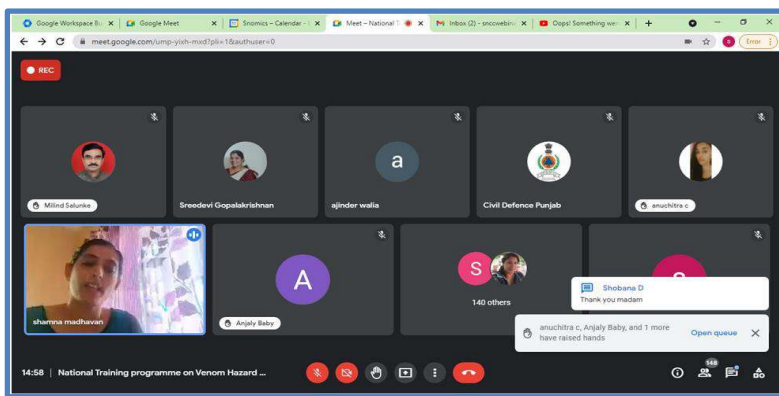 Google Workspace Bu
Google Meet
Snomics – Calendar -
Meet – National T
Inbox (2) - sncwebin
Oops! Something wen
meet.google.com/ump-yixh-mxd?pli=1&authuser=0
Error
REC
Milind Salunke
Sreedevi Gopalakrishnan
a
ajinder walia
Civil Defence Punjab
anuchitra c
shamna madhavan
A
Anjaly Baby
S
140 others
Shobana D
Thank you madam
anuchitra c, Anjaly Baby, and 1 more
have raised hands
Open queue
14:58 | National Training programme on Venom Hazard ...
148